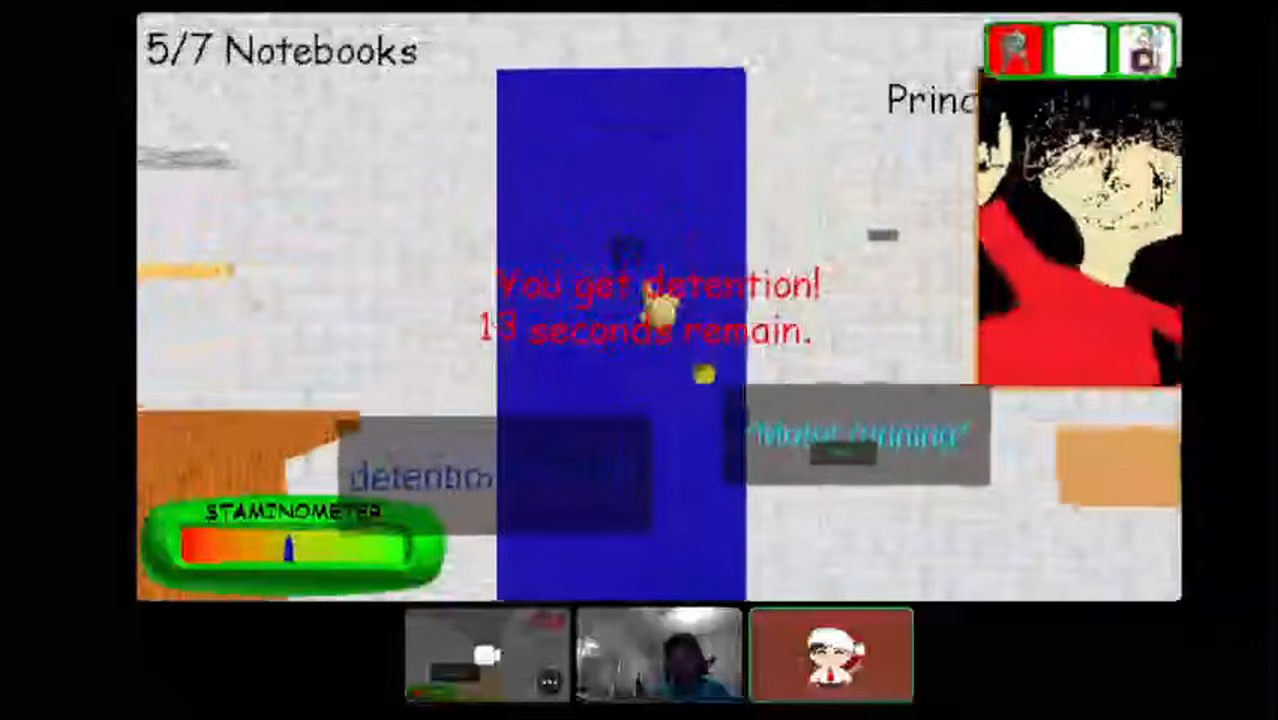 5/7 Notebooks
Princ
You get detention!
13 seconds remain.
detention
STAMINOMETER